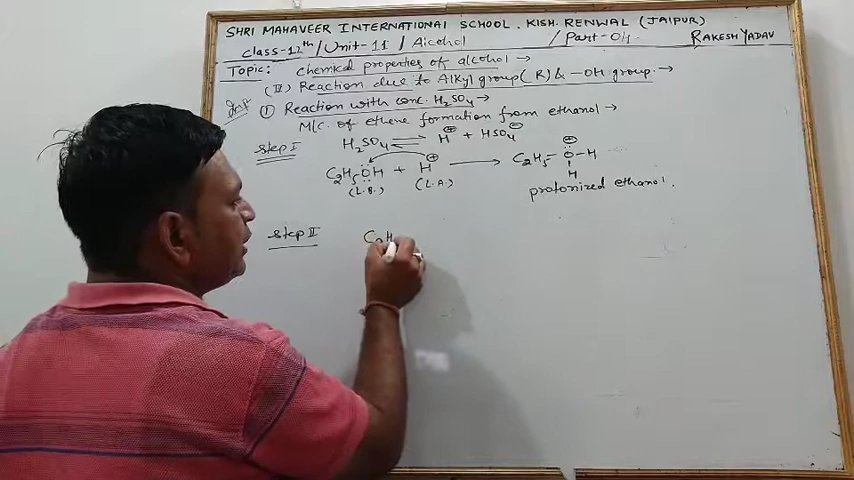 SHRI MAHAVEER INTERNATIONAL SCHOOL. KISH. RENWAL (JAIPUR)
class-12th/Unit-11 / Alcohol / Part-04 RAKESH YADAV
Topic: chemical properties of alcohol →
(IV) Reaction due to Alkyl group (R) & -OH group. →
① Reaction with conc. H₂SO₄ →
M/c. of ethene formation from ethanol →
Step I H₂SO₄ ⇌ H⊕ + HSO₄⊖
C₂H₅ÖH + H⊕ → C₂H₅-O⊕-H
(L.B.) (L.A.) H
protonized ethanol.
Step II C₂H